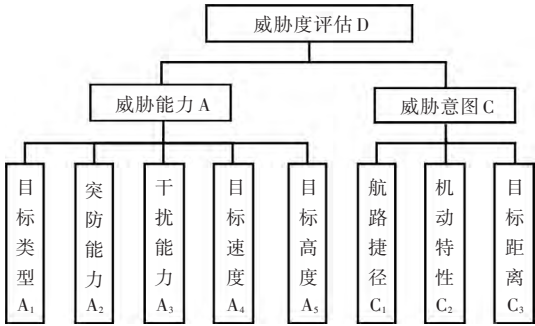 威胁度评估 D
威胁能力 A
威胁意图 C
目标类型 A₁
突防能力 A₂
干扰能力 A₃
目标速度 A₄
目标高度 A₅
航路捷径 C₁
机动特性 C₂
目标距离 C₃